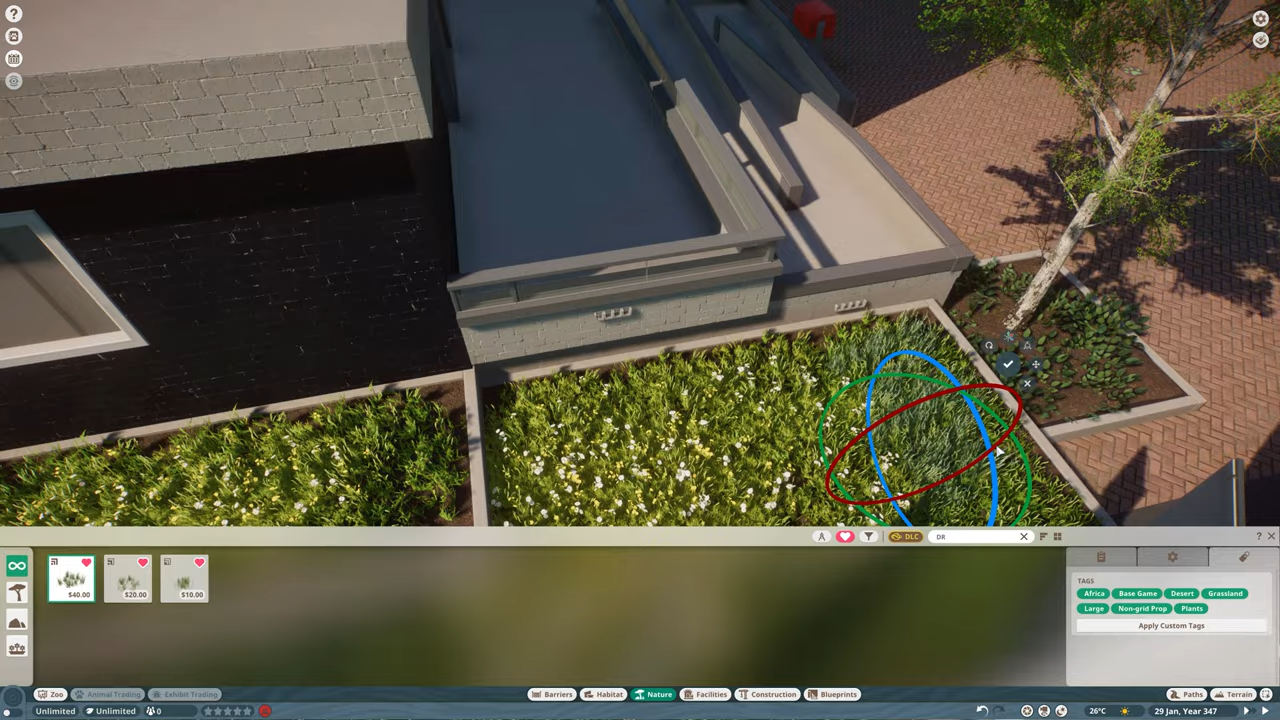 DLC
DR
$40.00
$20.00
$10.00
TAGS
Africa
Base Game
Desert
Grassland
Large
Non-grid Prop
Plants
Apply Custom Tags
Zoo
Animal Trading
Exhibit Trading
Barriers
Habitat
Nature
Facilities
Construction
Blueprints
Paths
Terrain
Unlimited
Unlimited
0
26°C
29 Jan, Year 347